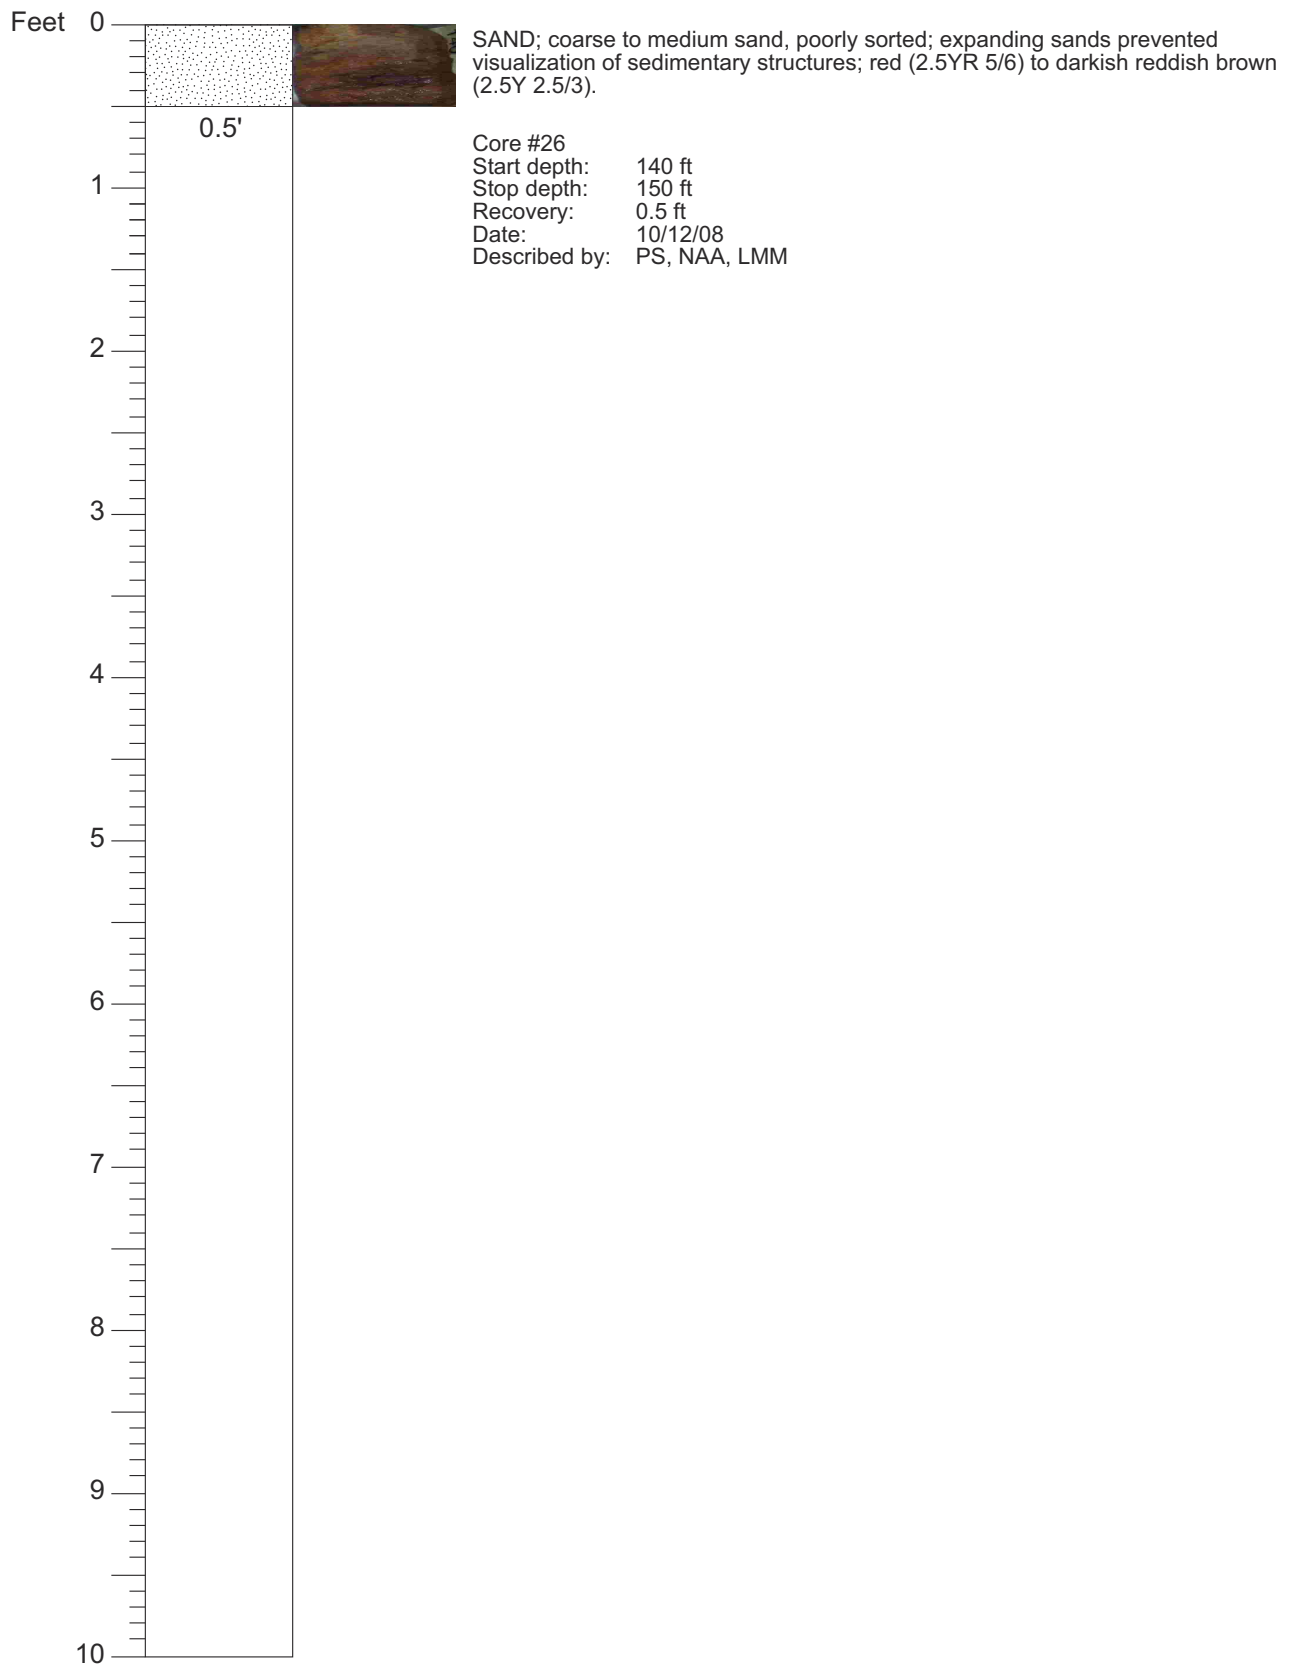 Feet 0
SAND; coarse to medium sand, poorly sorted; expanding sands prevented
visualization of sedimentary structures; red (2.5YR 5/6) to darkish reddish brown
(2.5Y 2.5/3).
0.5'
Core #26
Start depth: 140 ft
Stop depth: 150 ft
Recovery: 0.5 ft
Date: 10/12/08
Described by: PS, NAA, LMM
1
2
3
4
5
6
7
8
9
10